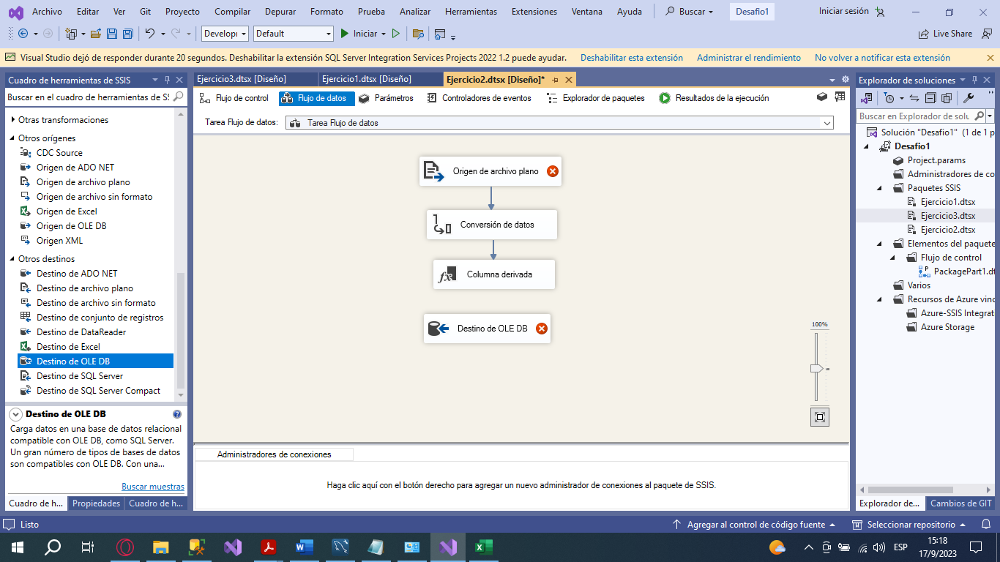 Archivo Editar Ver Git Proyecto Compilar Depurar Formato Prueba Analizar Herramientas Extensiones Ventana Ayuda Buscar Desafio1 Iniciar sesión
Developi Default Iniciar Live Share
Visual Studio dejó de responder durante 20 segundos. Deshabilitar la extensión SQL Server Integration Services Projects 2022 1.2 puede ayudar. Deshabilitar esta extensión Administrar el rendimiento No volver a notificar esta extensión
Cuadro de herramientas de SSIS
Buscar en el cuadro de herramientas de SS
Otras transformaciones
Otros orígenes
CDC Source
Origen de ADO NET
Origen de archivo plano
Origen de archivo sin formato
Origen de Excel
Origen de OLE DB
Origen XML
Otros destinos
Destino de ADO NET
Destino de archivo plano
Destino de archivo sin formato
Destino de conjunto de registros
Destino de DataReader
Destino de Excel
Destino de OLE DB
Destino de SQL Server
Destino de SQL Server Compact
Destino de OLE DB
Carga datos en una base de datos relacional
compatible con OLE DB, como SQL Server.
Un gran número de tipos de bases de datos
son compatibles con OLE DB. Con una...
Buscar muestras
Cuadro de h... Propiedades Cuadro de h...
Ejercicio3.dtsx [Diseño] Ejercicio1.dtsx [Diseño] Ejercicio2.dtsx [Diseño]*
Flujo de control Flujo de datos Parámetros Controladores de eventos Explorador de paquetes Resultados de la ejecución
Tarea Flujo de datos: Tarea Flujo de datos
Origen de archivo plano
Conversión de datos
Columna derivada
Destino de OLE DB
100%
Administradores de conexiones
Haga clic aquí con el botón derecho para agregar un nuevo administrador de conexiones al paquete de SSIS.
Explorador de soluciones
Buscar en Explorador de solu
Solución "Desafio1" (1 de 1 p
Desafio1
Project.params
Administradores de co
Paquetes SSIS
Ejercicio1.dtsx
Ejercicio3.dtsx
Ejercicio2.dtsx
Elementos del paquete
Flujo de control
PackagePart1.dt
Varios
Recursos de Azure vinc
Azure-SSIS Integrat
Azure Storage
Explorador de... Cambios de GIT
Listo Agregar al control de código fuente Seleccionar repositorio
ESP
15:18
17/9/2023